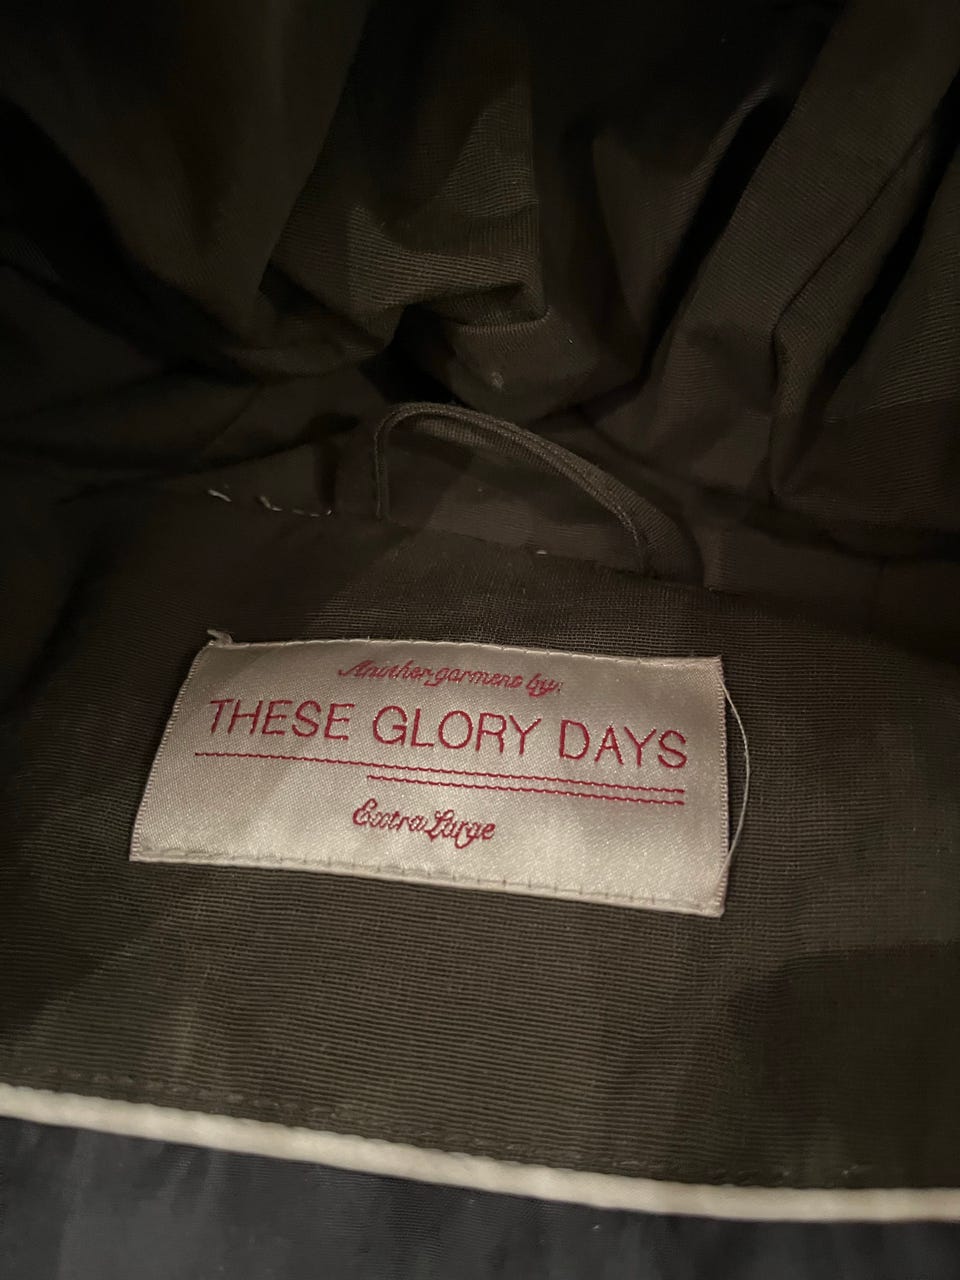 Another garment by:
THESE GLORY DAYS
Extra Large